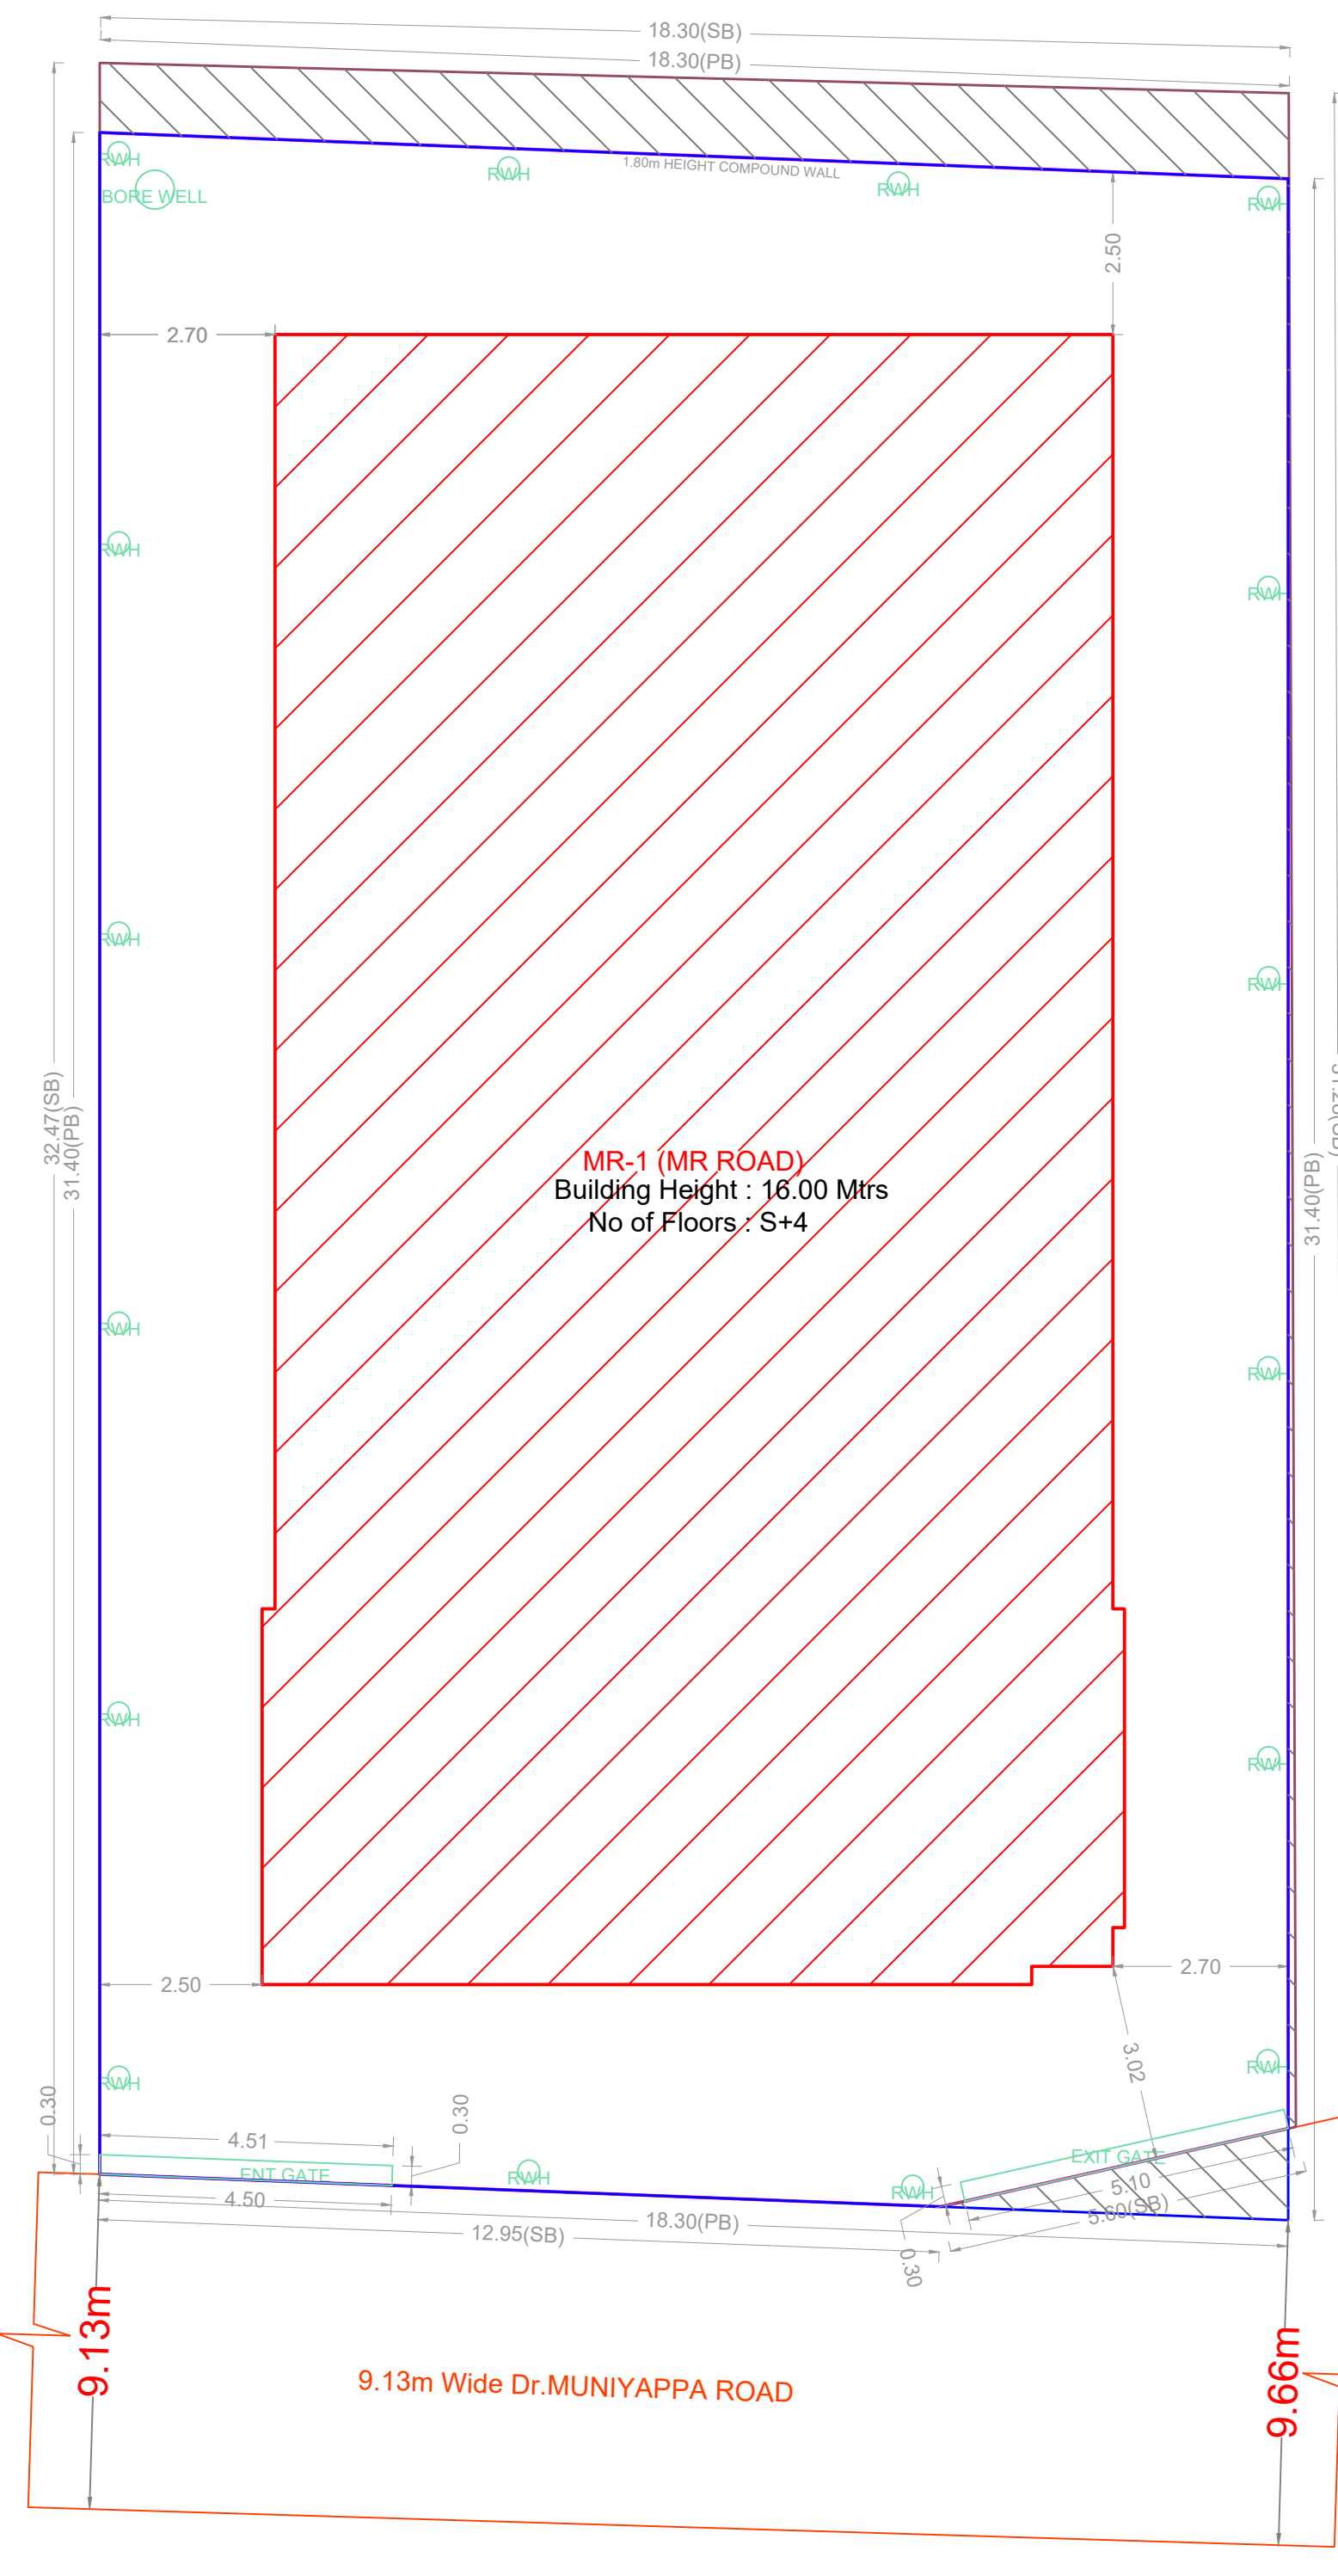 18.30(SB)
18.30(PB)
RWH
BORE WELL
RWH
1.80m HEIGHT COMPOUND WALL
RWH
RWH
2.50
2.70
RWH
RWH
RWH
RWH
32.47(SB)
31.40(PB)
31.40(PB)
MR-1 (MR ROAD)
Building Height : 16.00 Mtrs
No of Floors : S+4
RWH
RWH
RWH
RWH
2.50
2.70
3.02
RWH
RWH
0.30
4.51
0.30
ENT GATE
RWH
RWH
EXIT GATE
4.50
18.30(PB)
12.95(SB)
5.10
5.60(SB)
0.30
9.13m
9.13m Wide Dr.MUNIYAPPA ROAD
9.66m